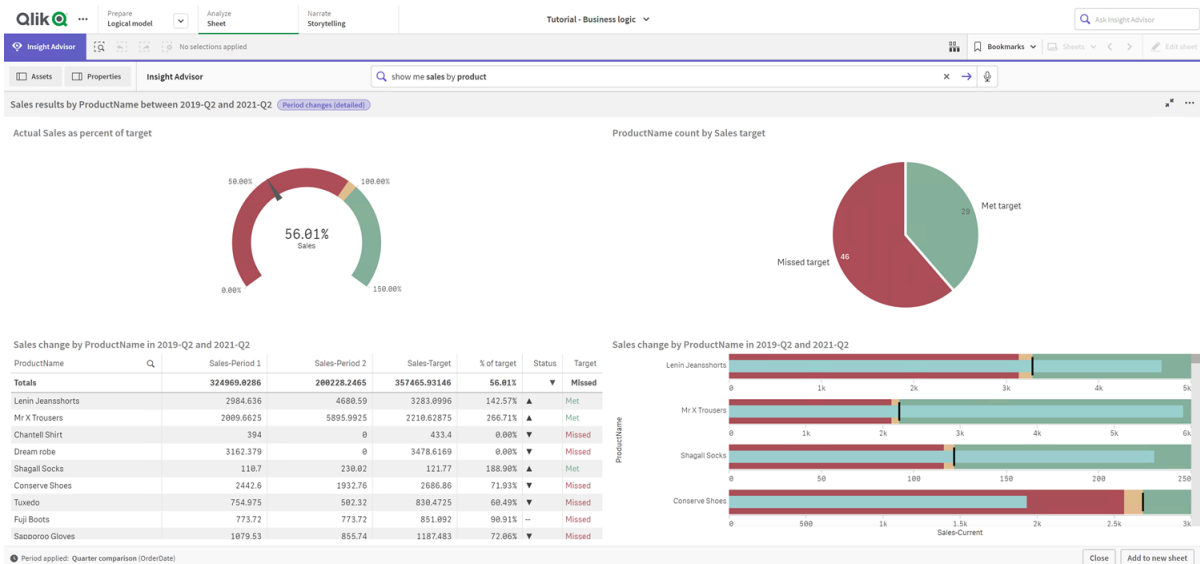 Qlik Q ... Prepare Logical model Analyze Sheet Narrate Storytelling Tutorial - Business logic Ask Insight Advisor
Insight Advisor No selections applied Bookmarks Sheets Edit sheet
Assets Properties Insight Advisor show me sales by product
Sales results by ProductName between 2019-Q2 and 2021-Q2 Period changes (detailed)
Actual Sales as percent of target
50.00% 100.00%
56.01%
Sales
0.00% 150.00%
ProductName count by Sales target
29 Met target
Missed target 46
Sales change by ProductName in 2019-Q2 and 2021-Q2
ProductName Sales-Period 1 Sales-Period 2 Sales-Target % of target Status Target
Totals 324969.0286 200228.2465 357465.93146 56.01% ▼ Missed
Lenin Jeansshorts 2984.636 4680.59 3283.0996 142.57% ▲ Met
Mr X Trousers 2009.6625 5895.9925 2210.62875 266.71% ▲ Met
Chantell Shirt 394 0 433.4 0.00% ▼ Missed
Dream robe 3162.379 0 3478.6169 0.00% ▼ Missed
Shagall Socks 110.7 230.02 121.77 188.90% ▲ Met
Conserve Shoes 2442.6 1932.76 2686.86 71.93% ▼ Missed
Tuxedo 754.975 502.32 830.4725 60.49% ▼ Missed
Fuji Boots 773.72 773.72 851.092 90.91% – Missed
Sapporoo Gloves 1079.53 855.74 1187.483 72.06% ▼ Missed
Sales change by ProductName in 2019-Q2 and 2021-Q2
ProductName
Lenin Jeansshorts
0 1k 2k 3k 4k 5k
Mr X Trousers
0 1k 2k 3k 4k 5k 6k
Shagall Socks
0 50 100 150 200 250
Conserve Shoes
0 500 1k 1.5k 2k 2.5k 3k
Sales-Current
Period applied: Quarter comparison (OrderDate) Close Add to new sheet